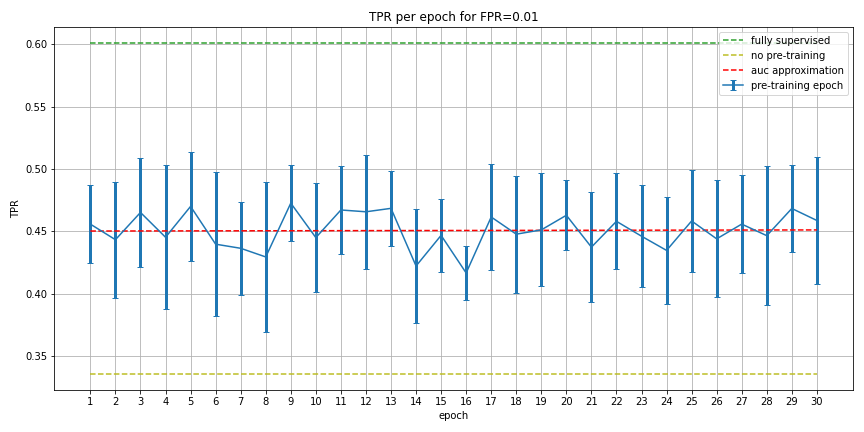 TPR per epoch for FPR=0.01
fully supervised
no pre-training
auc approximation
pre-training epoch
TPR
0.60
0.55
0.50
0.45
0.40
0.35
1 2 3 4 5 6 7 8 9 10 11 12 13 14 15 16 17 18 19 20 21 22 23 24 25 26 27 28 29 30
epoch